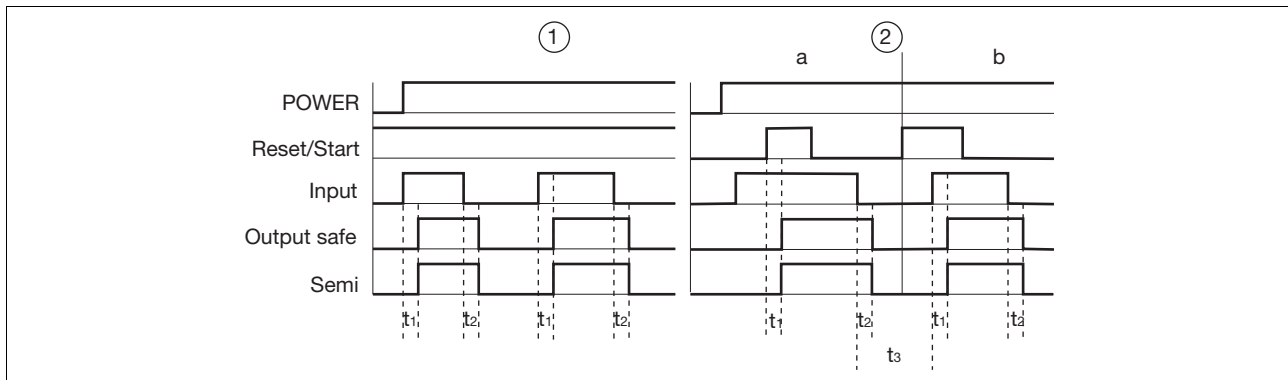 1 2
a b
POWER
Reset/Start
Input
Output safe
Semi
t1 t2 t1 t2 t1 t2 t1 t2
t3